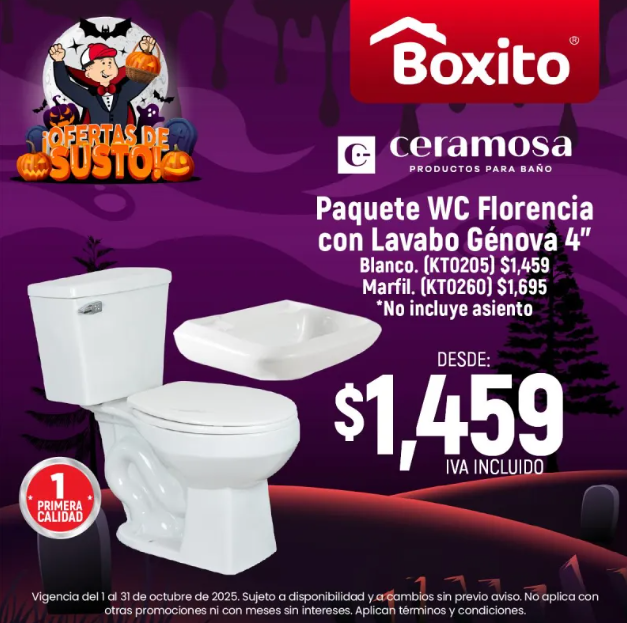 ¡OFERTAS DE
SUSTO!
Boxito®
ceramosa
PRODUCTOS PARA BAÑO
Paquete WC Florencia
con Lavabo Génova 4”
Blanco. (KT0205) $1,459
Marfil. (KT0260) $1,695
*No incluye asiento
DESDE:
$1,459
IVA INCLUIDO
1
PRIMERA
CALIDAD
Vigencia del 1 al 31 de octubre de 2025. Sujeto a disponibilidad y a cambios sin previo aviso. No aplica con
otras promociones ni con meses sin intereses. Aplican términos y condiciones.